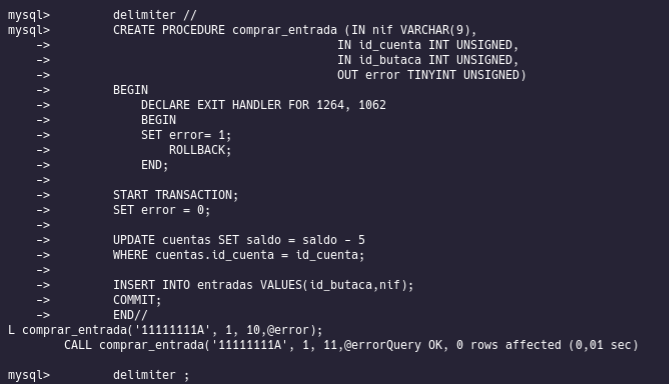 mysql>         delimiter //
mysql>         CREATE PROCEDURE comprar_entrada (IN nif VARCHAR(9),
    ->                                         IN id_cuenta INT UNSIGNED,
    ->                                         IN id_butaca INT UNSIGNED,
    ->                                         OUT error TINYINT UNSIGNED)
    ->         BEGIN
    ->             DECLARE EXIT HANDLER FOR 1264, 1062
    ->             BEGIN
    ->             SET error= 1;
    ->                 ROLLBACK;
    ->             END;
    ->
    ->         START TRANSACTION;
    ->         SET error = 0;
    ->
    ->         UPDATE cuentas SET saldo = saldo - 5
    ->         WHERE cuentas.id_cuenta = id_cuenta;
    ->
    ->         INSERT INTO entradas VALUES(id_butaca,nif);
    ->         COMMIT;
    ->         END//
L comprar_entrada('11111111A', 1, 10,@error);
        CALL comprar_entrada('11111111A', 1, 11,@errorQuery OK, 0 rows affected (0,01 sec)
mysql>         delimiter ;